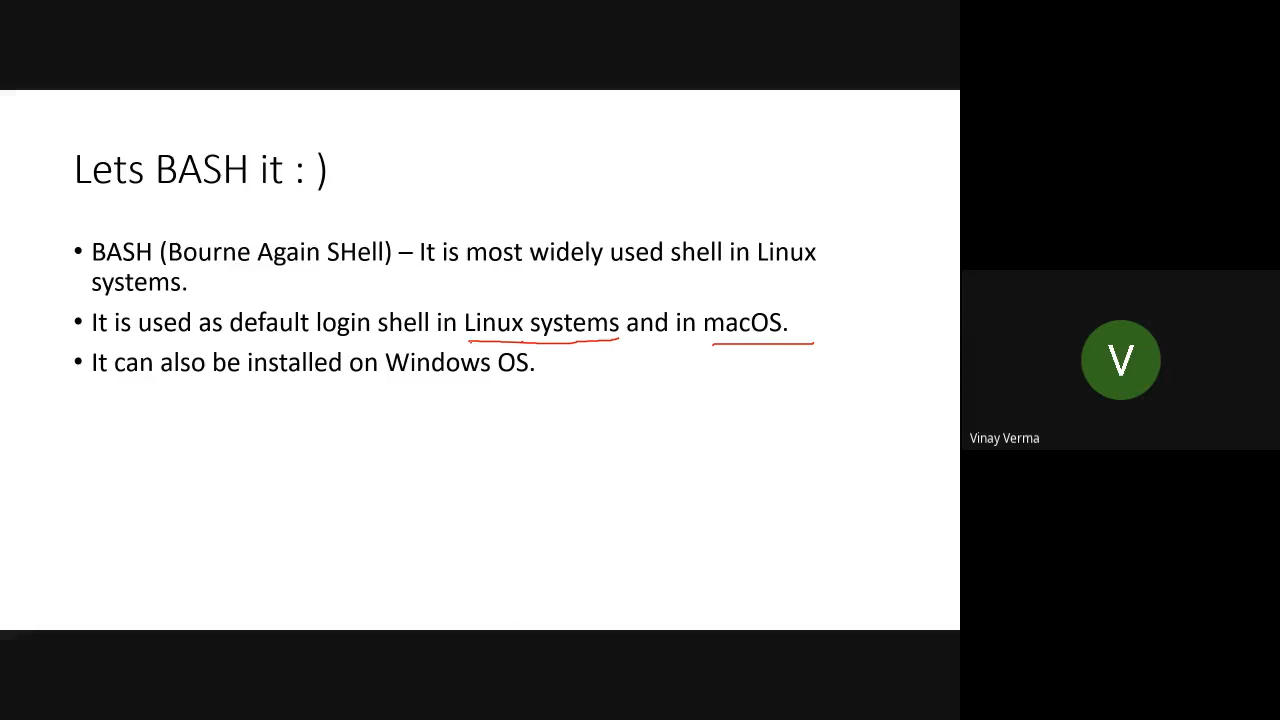 Lets BASH it : )
• BASH (Bourne Again SHell) – It is most widely used shell in Linux
systems.
• It is used as default login shell in Linux systems and in macOS.
• It can also be installed on Windows OS.
V
Vinay Verma